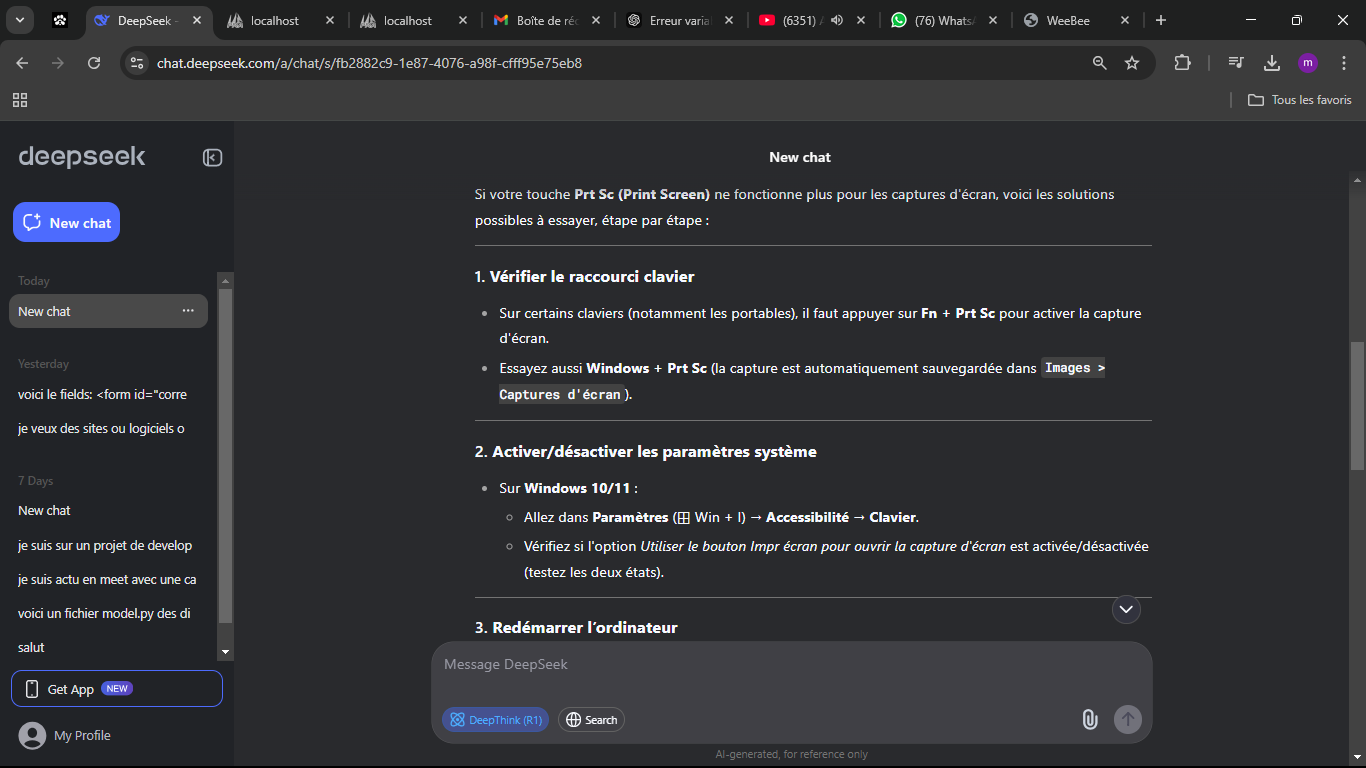 DeepSeek -
localhost
localhost
Boîte de réc
Erreur varia
(6351)
(76) Whats
WeeBee
chat.deepseek.com/a/chat/s/fb2882c9-1e87-4076-a98f-cfff95e75eb8
m
Tous les favoris
deepseek
New chat
Today
New chat
Yesterday
voici le fields: <form id="corre
je veux des sites ou logiciels o
7 Days
New chat
je suis sur un projet de develop
je suis actu en meet avec une ca
voici un fichier model.py des di
salut
Get App NEW
My Profile
New chat
Si votre touche Prt Sc (Print Screen) ne fonctionne plus pour les captures d'écran, voici les solutions
possibles à essayer, étape par étape :
1. Vérifier le raccourci clavier
• Sur certains claviers (notamment les portables), il faut appuyer sur Fn + Prt Sc pour activer la capture
d'écran.
• Essayez aussi Windows + Prt Sc (la capture est automatiquement sauvegardée dans Images >
Captures d'écran ).
2. Activer/désactiver les paramètres système
• Sur Windows 10/11 :
◦ Allez dans Paramètres (⊞ Win + I) → Accessibilité → Clavier.
◦ Vérifiez si l'option Utiliser le bouton Impr écran pour ouvrir la capture d'écran est activée/désactivée
(testez les deux états).
3. Redémarrer l'ordinateur
Message DeepSeek
DeepThink (R1)
Search
AI-generated, for reference only